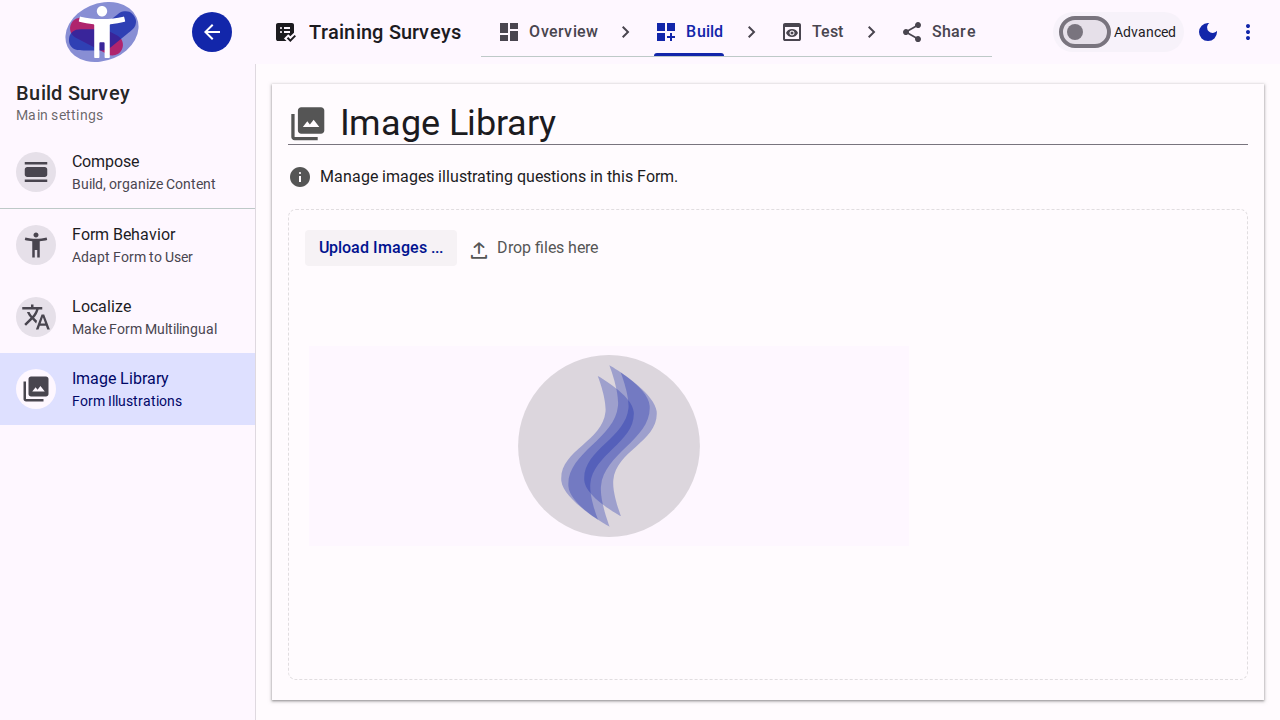 Training Surveys
Overview
Build
Test
Share
Advanced
Build Survey
Main settings
Compose
Build, organize Content
Form Behavior
Adapt Form to User
Localize
Make Form Multilingual
Image Library
Form Illustrations
Image Library
Manage images illustrating questions in this Form.
Upload Images ...
Drop files here